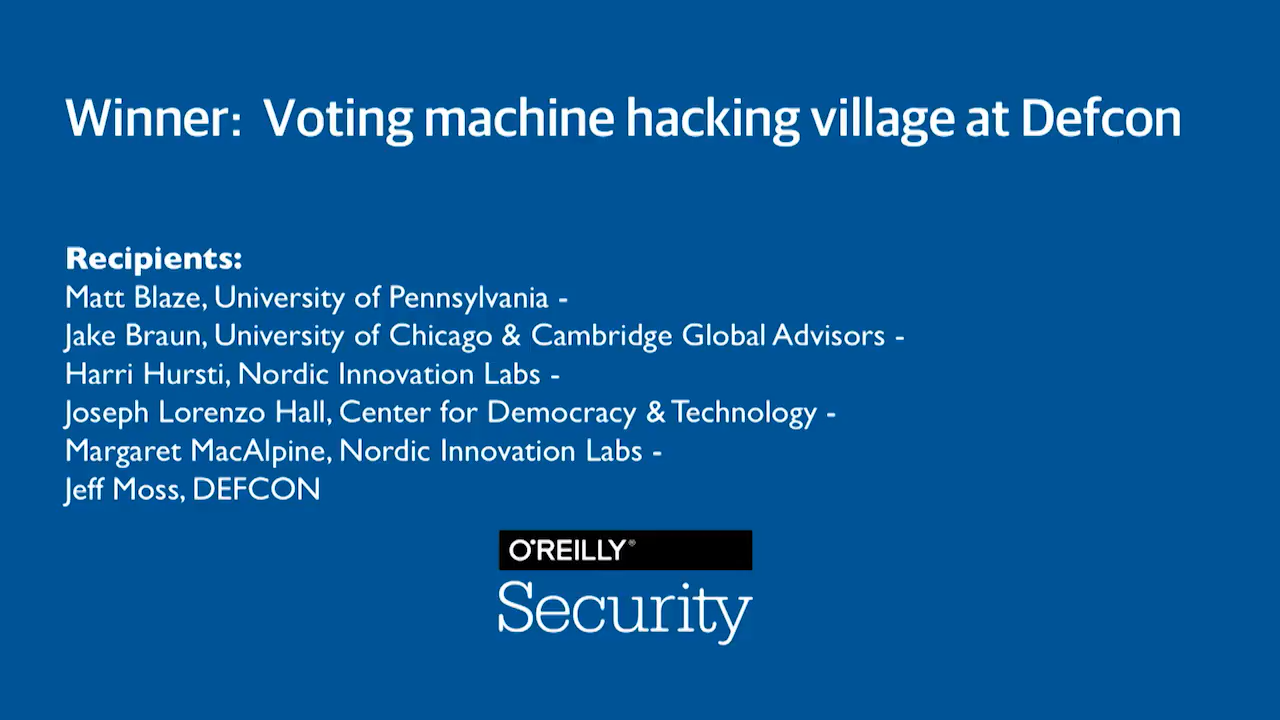 Winner:  Voting machine hacking village at Defcon
Recipients:
Matt Blaze, University of Pennsylvania -
Jake Braun, University of Chicago & Cambridge Global Advisors -
Harri Hursti, Nordic Innovation Labs -
Joseph Lorenzo Hall, Center for Democracy & Technology -
Margaret MacAlpine, Nordic Innovation Labs -
Jeff Moss, DEFCON
O'REILLY®
Security